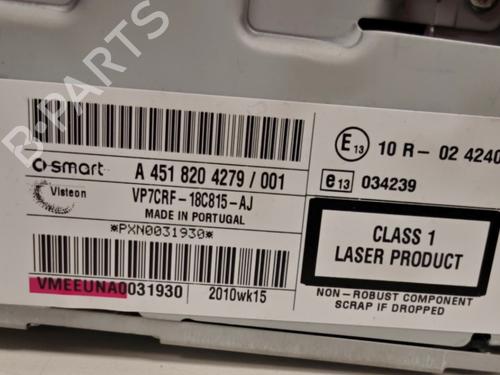 B-PARTS
smart
A 451 820 4279 / 001
Visteon
VP7CRF-18C815-AJ
MADE IN PORTUGAL
*PXN0031930*
VMEEUNA0031930
2010wk15
E13 10 R- 02 4240
e13 034239
CLASS 1
LASER PRODUCT
NON - ROBUST COMPONENT
SCRAP IF DROPPED